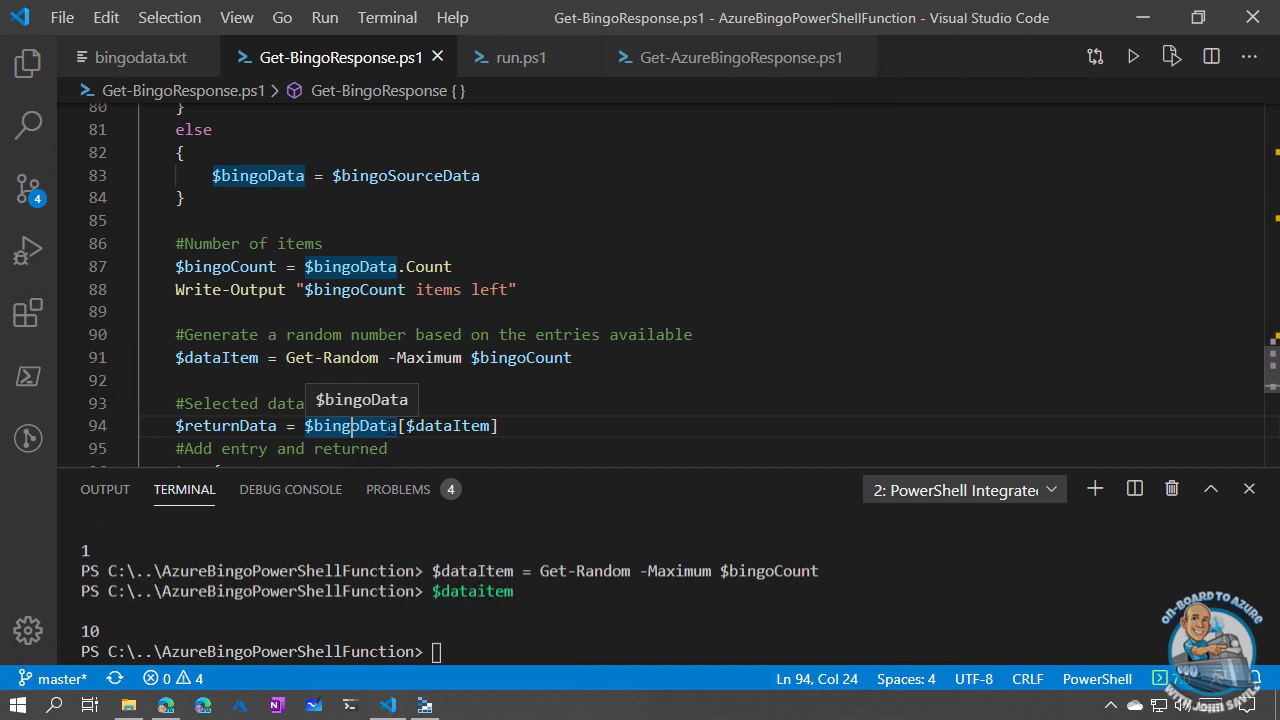 File Edit Selection View Go Run Terminal Help Get-BingoResponse.ps1 - AzureBingoPowerShellFunction - Visual Studio Code
bingodata.txt Get-BingoResponse.ps1 run.ps1 Get-AzureBingoResponse.ps1
Get-BingoResponse.ps1 > Get-BingoResponse { }
80 }
81 else
82 {
83 $bingoData = $bingoSourceData
84 }
85
86 #Number of items
87 $bingoCount = $bingoData.Count
88 Write-Output "$bingoCount items left"
89
90 #Generate a random number based on the entries available
91 $dataItem = Get-Random -Maximum $bingoCount
92
$bingoData
93 #Selected data
94 $returnData = $bingoData[$dataItem]
95 #Add entry and returned
4
OUTPUT TERMINAL DEBUG CONSOLE PROBLEMS 4 2: PowerShell Integrate
1
PS C:\..\AzureBingoPowerShellFunction> $dataItem = Get-Random -Maximum $bingoCount
PS C:\..\AzureBingoPowerShellFunction> $dataitem
10
PS C:\..\AzureBingoPowerShellFunction>
master* 0 4 Ln 94, Col 24 Spaces: 4 UTF-8 CRLF PowerShell
ON-BOARD TO AZURE
WITH JOHN SAVILL